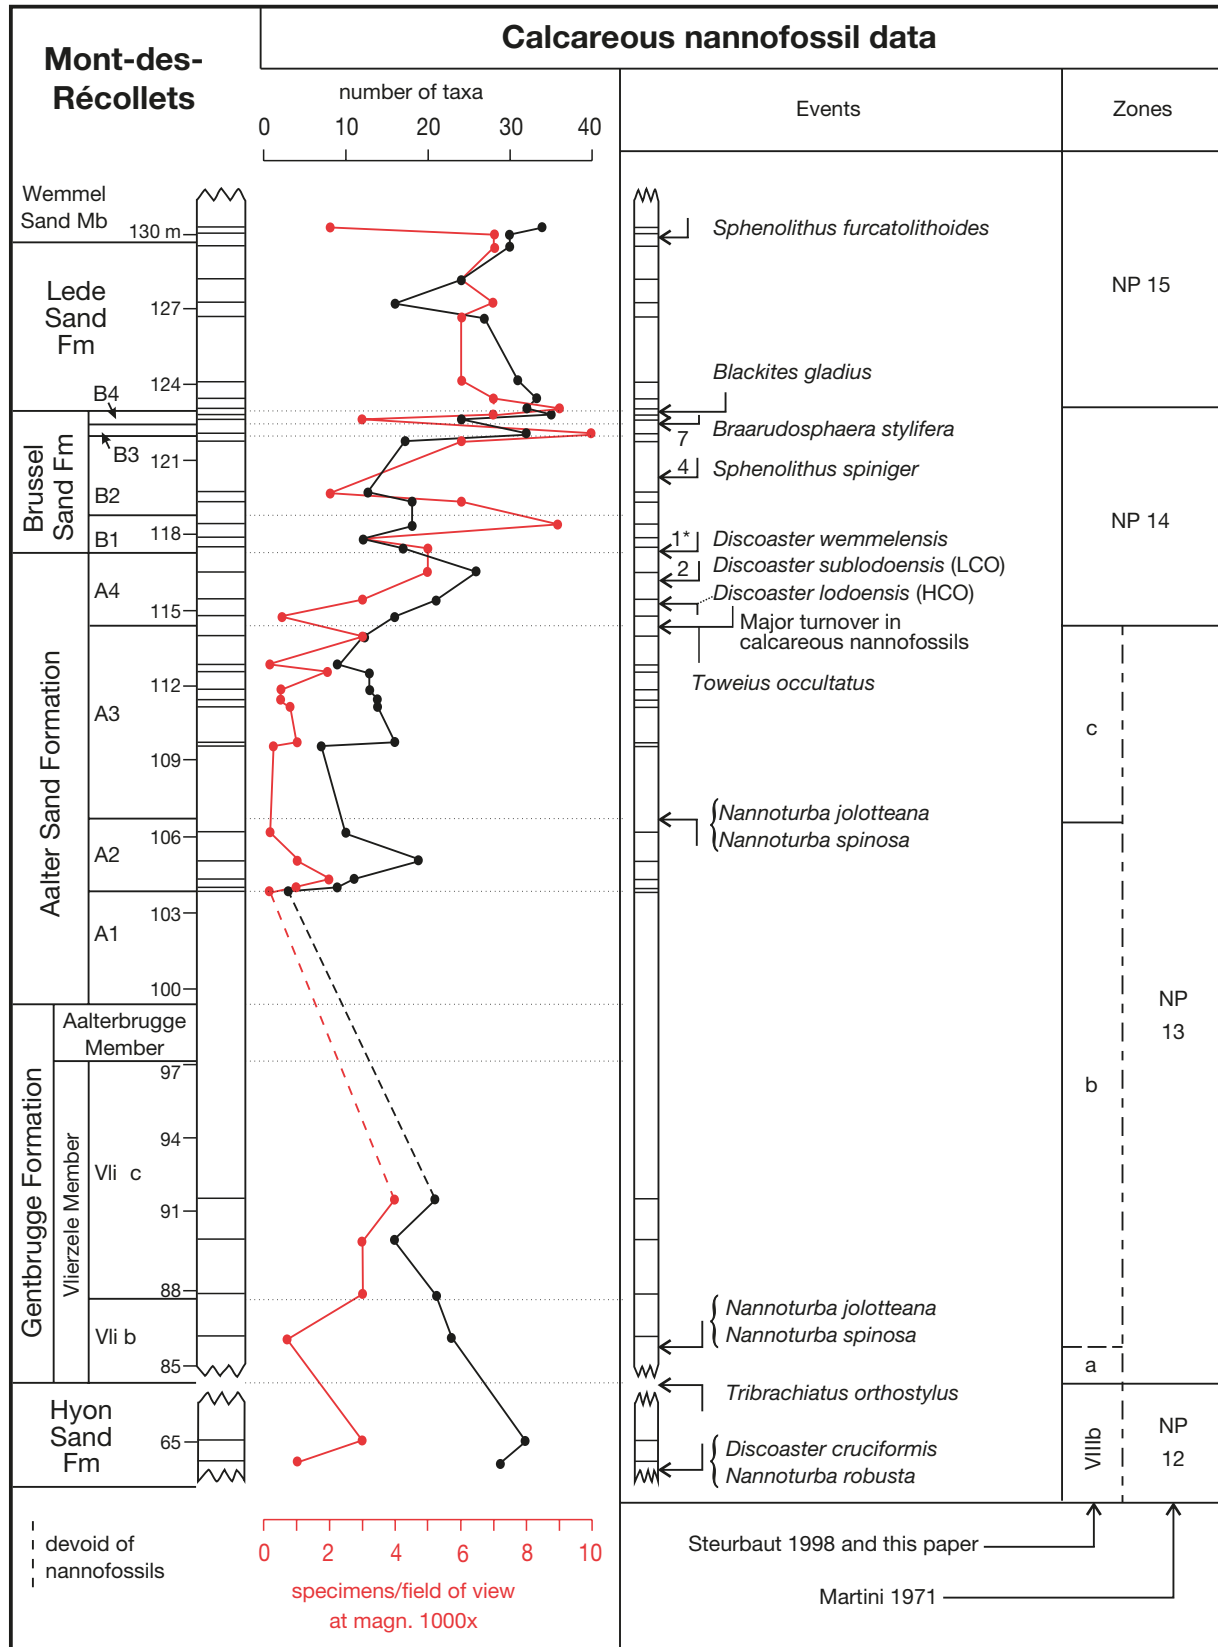 Mont-des-
Récollets
Calcareous nannofossil data
number of taxa
0 10 20 30 40
Events
Zones
Wemmel
Sand Mb
130 m
Lede
Sand
Fm
127
124
B4
Brussel
Sand Fm
B3
121
B2
B1
118
Aalter Sand Formation
A4
115
A3
112
109
A2
106
A1
103
100
Gentbrugge Formation
Aalterbrugge
Member
97
Vlierzele Member
Vli c
94
91
88
Vli b
85
Hyon
Sand
Fm
65
Sphenolithus furcatolithoides
Blackites gladius
Braarudosphaera stylifera
7
4
Sphenolithus spiniger
1*
Discoaster wemmelensis
2
Discoaster sublodoensis (LCO)
Discoaster lodoensis (HCO)
Major turnover in
calcareous nannofossils
Toweius occultatus
Nannoturba jolotteana
Nannoturba spinosa
Nannoturba jolotteana
Nannoturba spinosa
Tribrachiatus orthostylus
Discoaster cruciformis
Nannoturba robusta
NP 15
NP 14
c
b
a
NP
13
VIIIb
NP
12
devoid of
nannofossils
0 2 4 6 8 10
specimens/field of view
at magn. 1000x
Steurbaut 1998 and this paper
Martini 1971